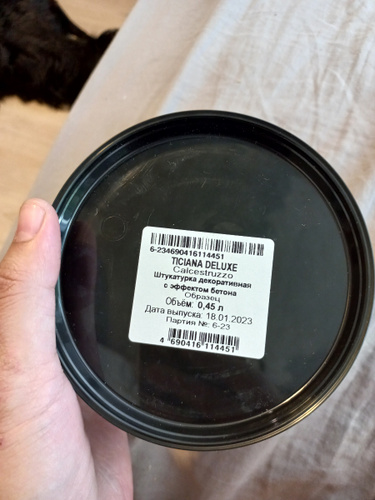 6-234690416114451
TICIANA DELUXE
Calcestruzzo
Штукатурка декоративная
с эффектом бетона
Образец
Объём: 0,45 л
Дата выпуска: 18.01.2023
Партия №: 6-23
4 690416 114451